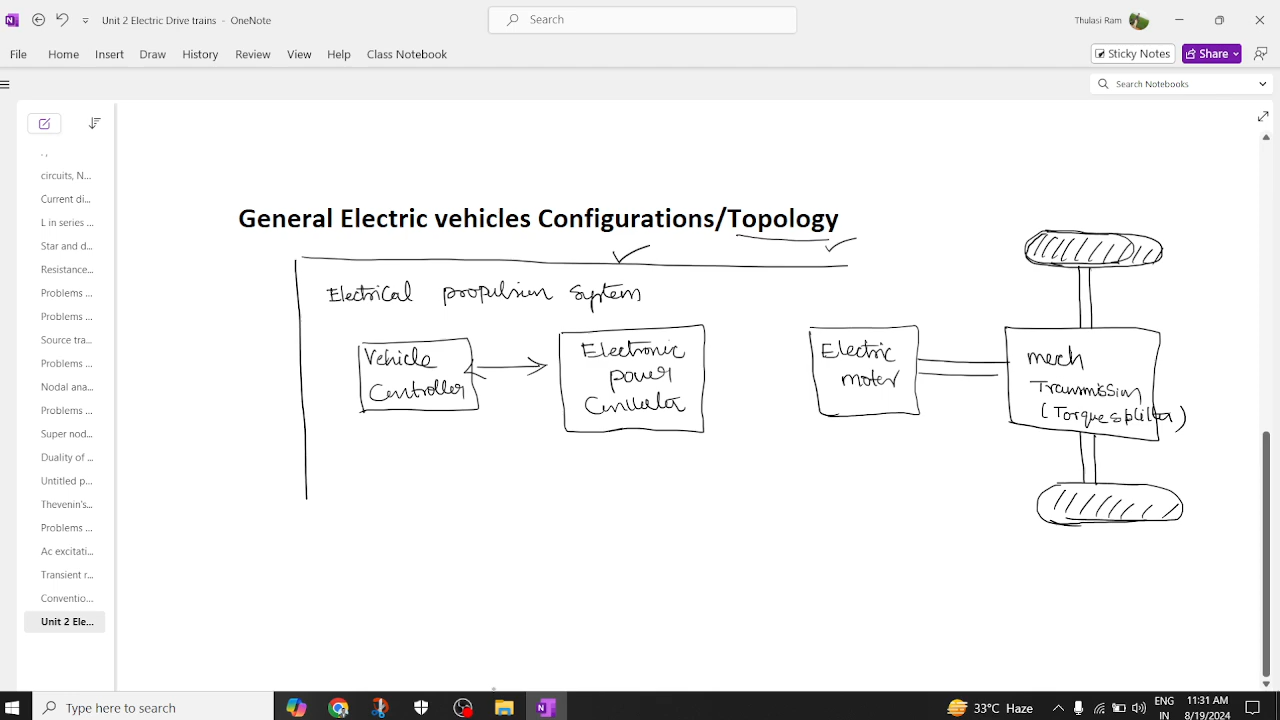 Unit 2 Electric Drive trains - OneNote
Search
Thulasi Ram
File Home Insert Draw History Review View Help Class Notebook
Sticky Notes
Share
Search Notebooks
circuits, N...
Current di...
L in series ...
Star and d...
Resistance...
Problems ...
Problems ...
Source tra...
Problems ...
Nodal ana...
Problems ...
Super nod...
Duality of ...
Untitled p...
Thevenin's...
Problems ...
Ac excitati...
Transient r...
Conventio...
Unit 2 Ele...
General Electric vehicles Configurations/Topology
Electrical propulsion System
Vehicle
Controller
Electronic
power
Electric
motor
mech
Transmission
(Torque splitter)
Type here to search
33°C Haze
ENG
IN
11:31 AM
8/19/2024